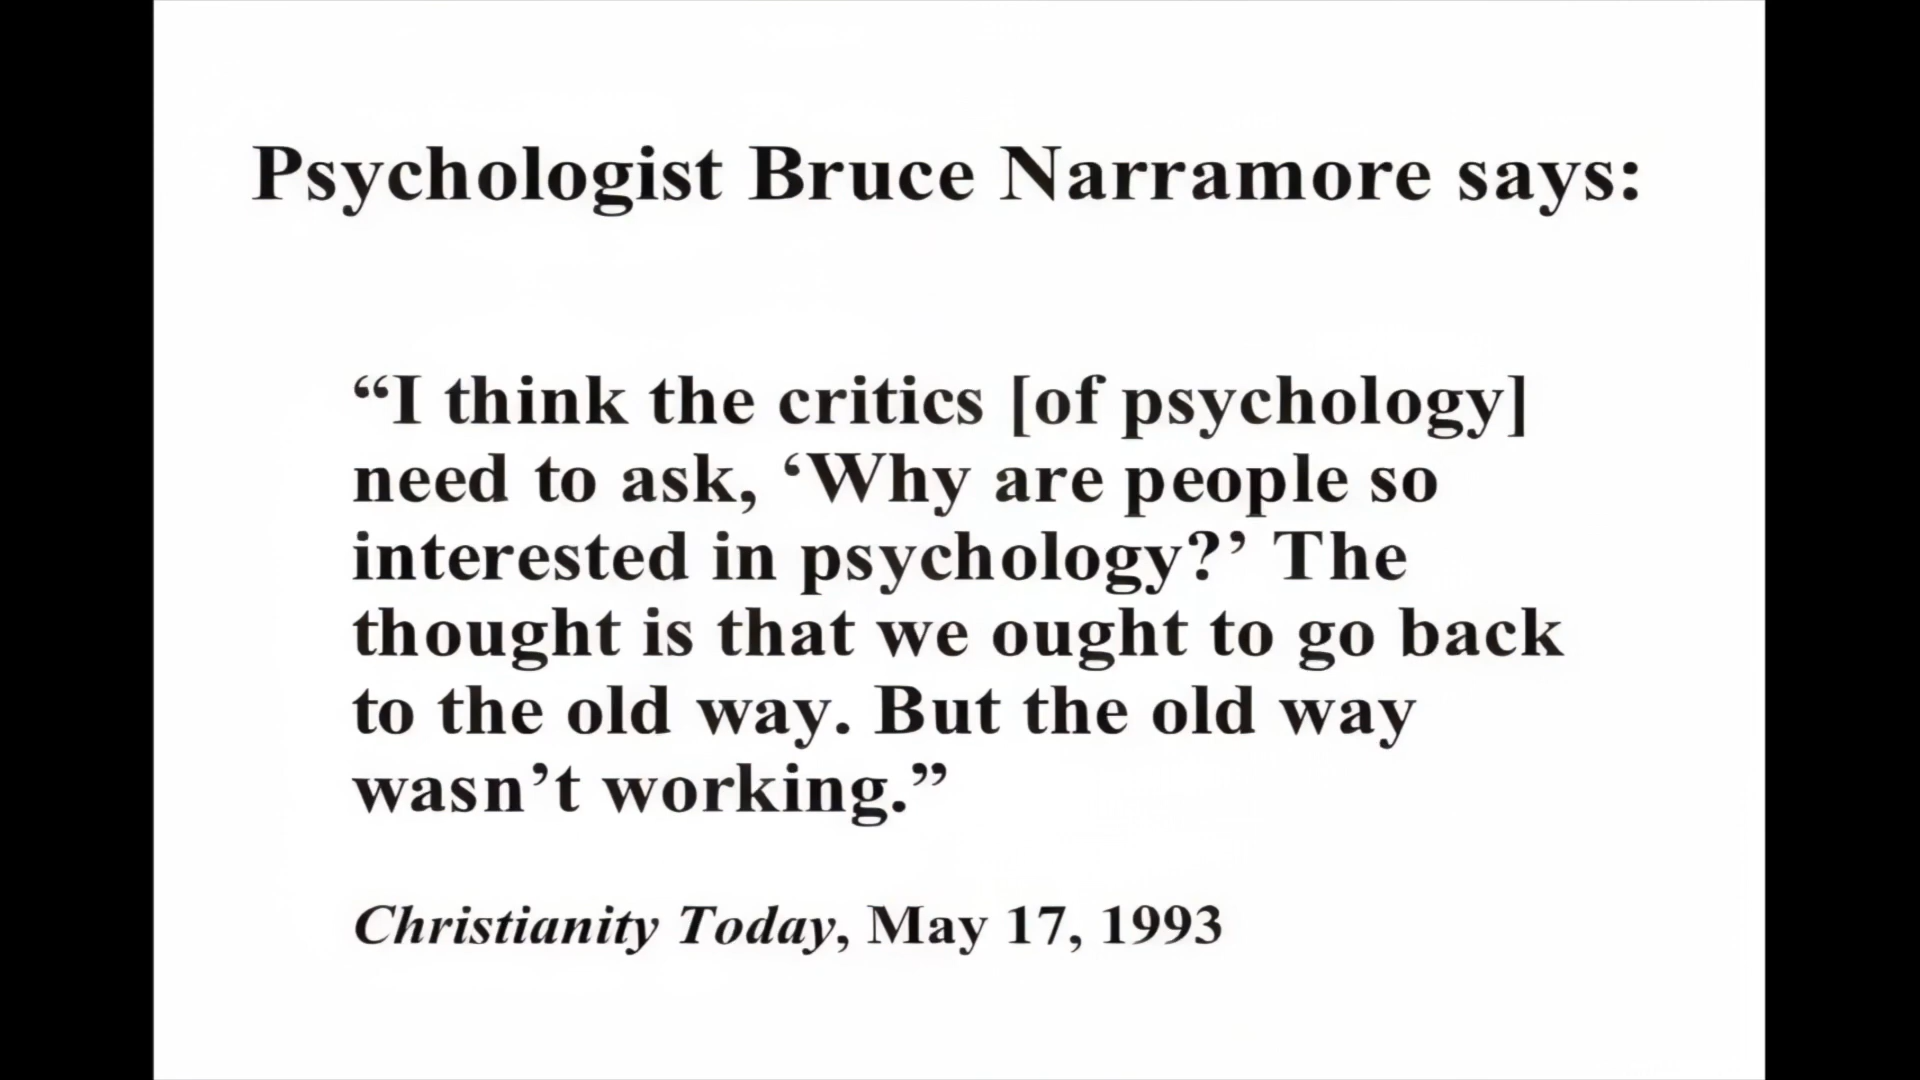 Psychologist Bruce Narramore says:
“I think the critics [of psychology]
need to ask, ‘Why are people so
interested in psychology?’ The
thought is that we ought to go back
to the old way. But the old way
wasn’t working.”
Christianity Today, May 17, 1993